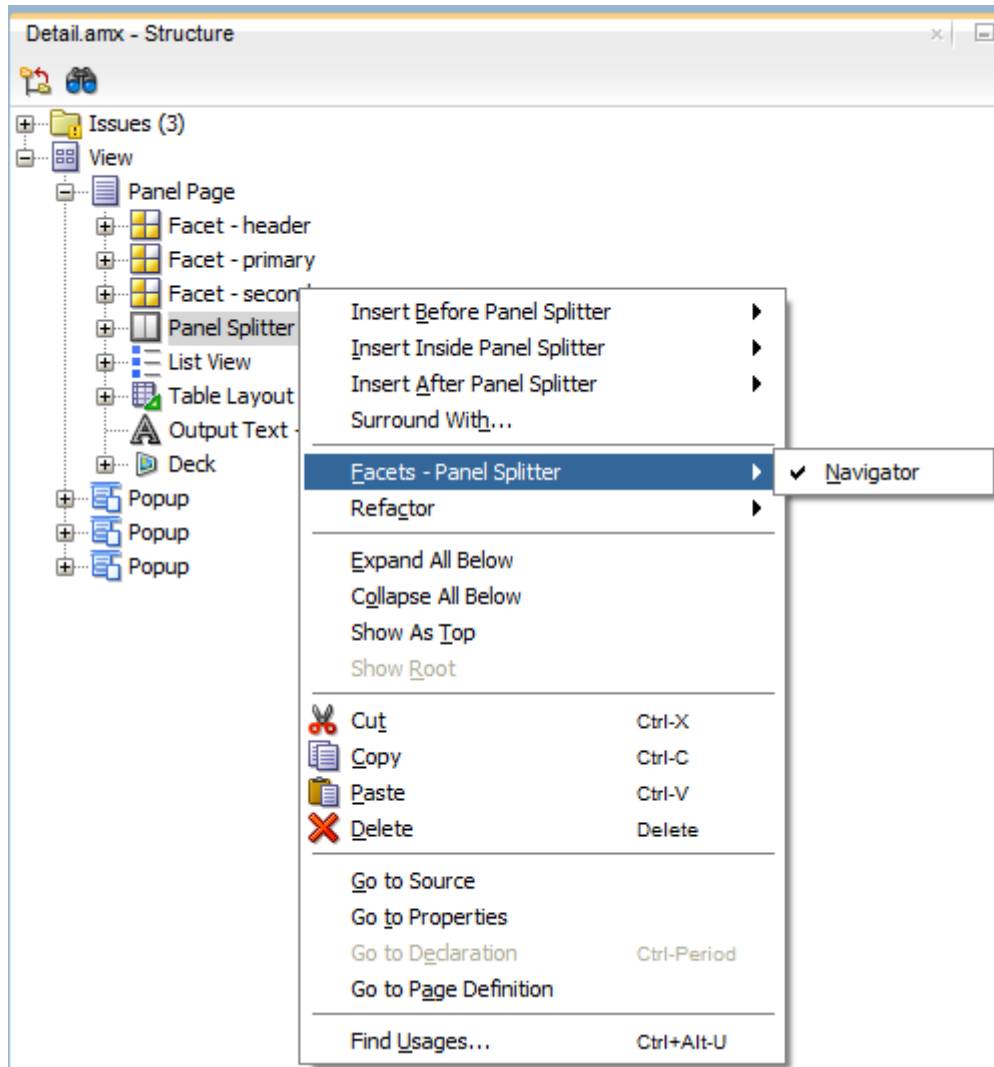 Detail.amx - Structure
Issues (3)
View
Panel Page
Facet - header
Facet - primary
Facet -
Panel Splitter
List View
Table Layout
Output Text -
Deck
Popup
Popup
Popup
Insert Before Panel Splitter
Insert Inside Panel Splitter
Insert After Panel Splitter
Surround With...
Facets - Panel Splitter
Navigator
Refactor
Expand All Below
Collapse All Below
Show As Top
Show Root
Cut Ctrl-X
Copy Ctrl-C
Paste Ctrl-V
Delete Delete
Go to Source
Go to Properties
Go to Declaration Ctrl-Period
Go to Page Definition
Find Usages... Ctrl+Alt-U